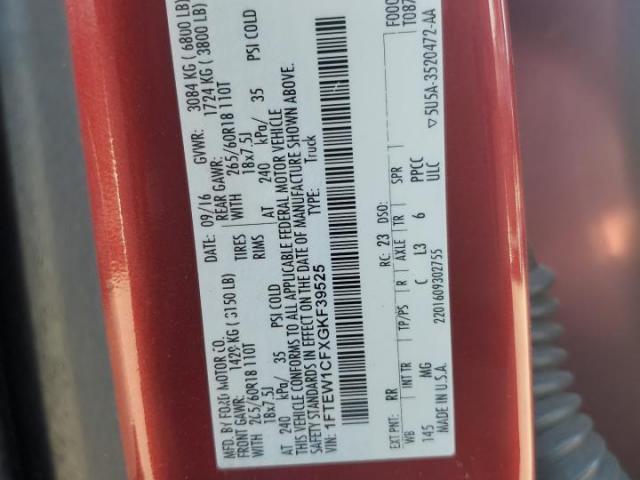 MFD. BY FORD MOTOR CO.
DATE: 09/16 GVWR: 3084 KG ( 6800 LB)
FRONT GAWR: 1429 KG ( 3150 LB) REAR GAWR: 1724 KG ( 3800 LB)
WITH 265/60R18 110T TIRES WITH 265/60R18 110T
18x7.5J RIMS 18x7.5J
AT 240 kPa/ 35 PSI COLD AT 240 kPa/ 35 PSI COLD
THIS VEHICLE CONFORMS TO ALL APPLICABLE FEDERAL MOTOR VEHICLE
SAFETY STANDARDS IN EFFECT ON THE DATE OF MANUFACTURE SHOWN ABOVE.
VIN: 1FTEW1CFXGKF39525 TYPE: Truck
EXT PNT: RR RC: 23 DSO: F000
T087
WB INT TR TP/PS R AXLE TR SPR
145 MG C L3 6 PPCC
ULC
MADE IN U.S.A. 2201609302755 5U5A-3520472-AA